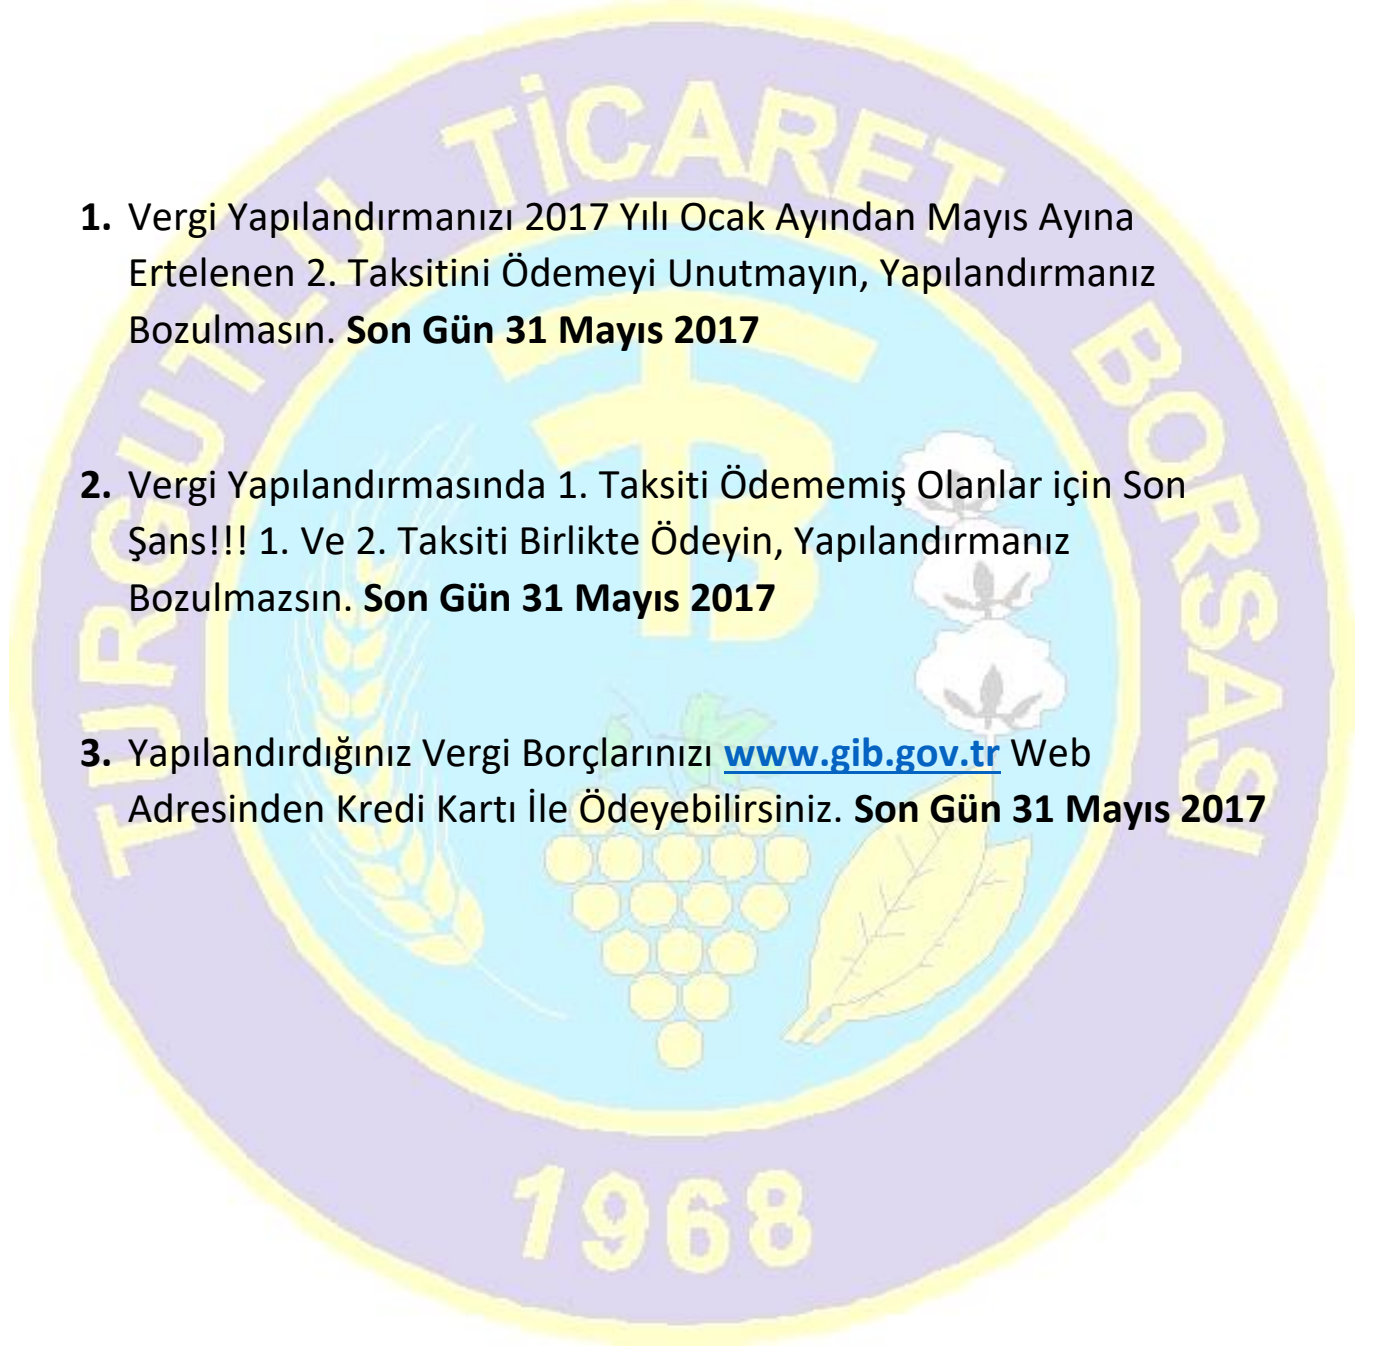 TURGUTLU TİCARET BORSASI
1. Vergi Yapılandırmanızı 2017 Yılı Ocak Ayından Mayıs Ayına
Ertelenen 2. Taksitini Ödemeyi Unutmayın, Yapılandırmanız
Bozulmasın. Son Gün 31 Mayıs 2017
TB
2. Vergi Yapılandırmasında 1. Taksiti Ödememiş Olanlar için Son
Şans!!! 1. Ve 2. Taksiti Birlikte Ödeyin, Yapılandırmanız
Bozulmazsın. Son Gün 31 Mayıs 2017
3. Yapılandırdığınız Vergi Borçlarınızı www.gib.gov.tr Web
Adresinden Kredi Kartı İle Ödeyebilirsiniz. Son Gün 31 Mayıs 2017
1968